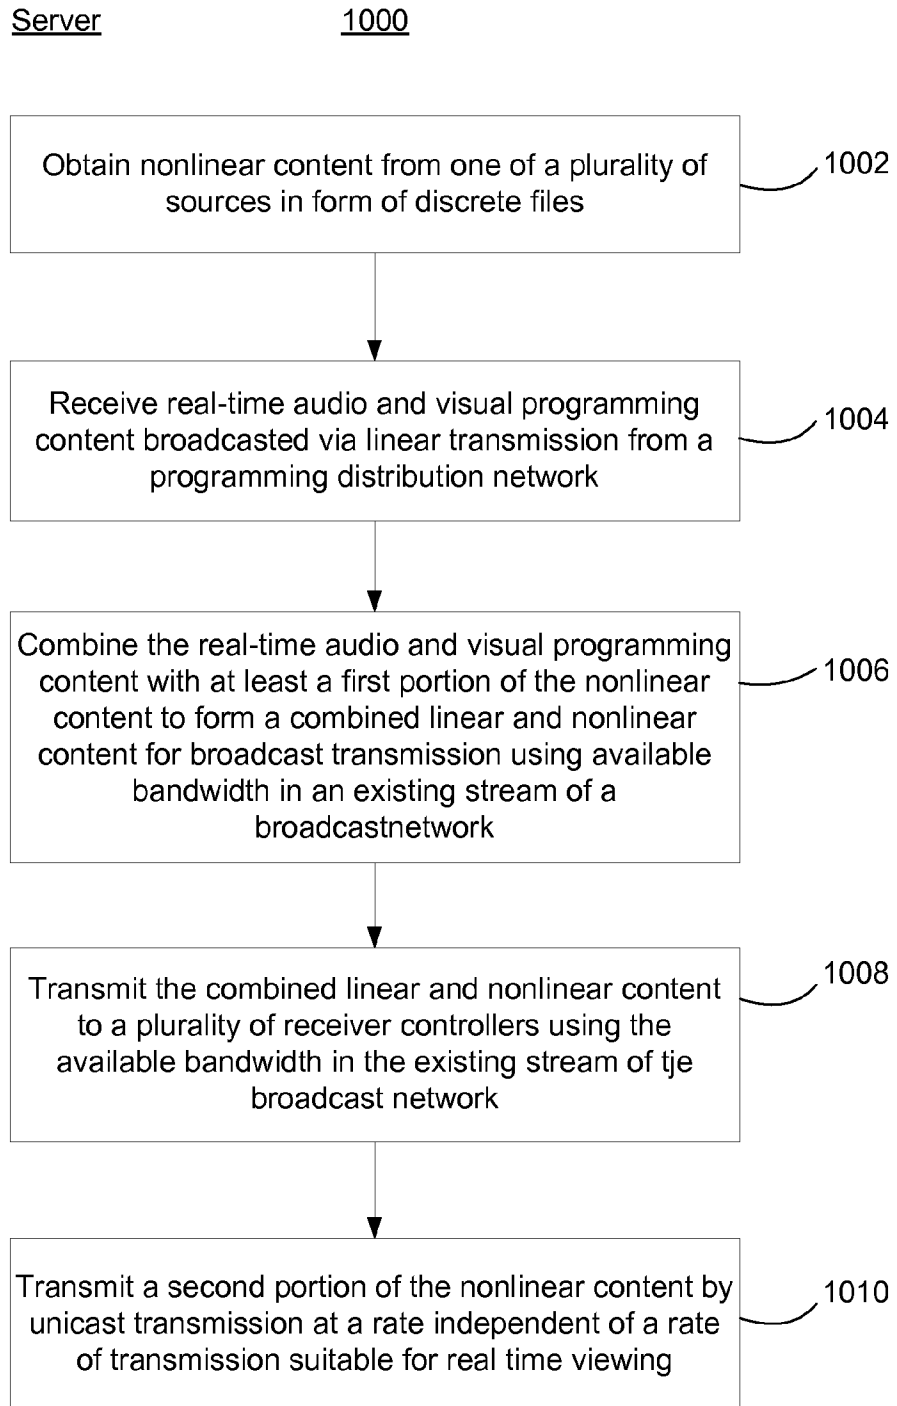 Server 1000
Obtain nonlinear content from one of a plurality of
sources in form of discrete files
1002
Receive real-time audio and visual programming
content broadcasted via linear transmission from a
programming distribution network
1004
Combine the real-time audio and visual programming
content with at least a first portion of the nonlinear
content to form a combined linear and nonlinear
content for broadcast transmission using available
bandwidth in an existing stream of a
broadcastnetwork
1006
Transmit the combined linear and nonlinear content
to a plurality of receiver controllers using the
available bandwidth in the existing stream of tje
broadcast network
1008
Transmit a second portion of the nonlinear content by
unicast transmission at a rate independent of a rate
of transmission suitable for real time viewing
1010